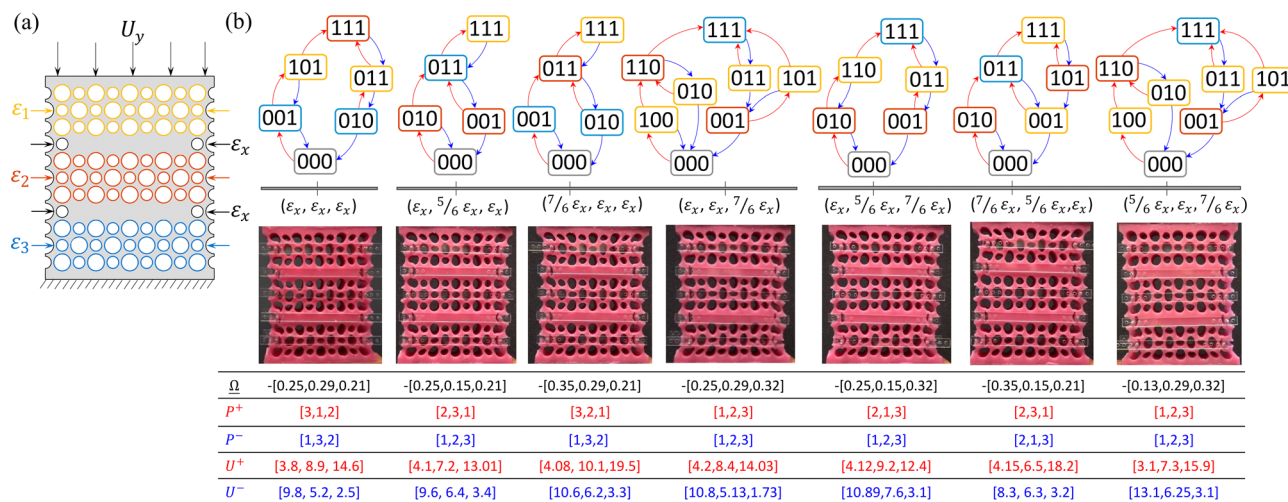 (a)
U_y
ε1
ε_x
ε2
ε_x
ε3
(b)
111
101
011
001
010
000
111
011
010
001
000
111
011
001
010
000
111
110
011
101
010
100
001
000
111
110
011
010
001
000
111
011
101
010
001
000
111
110
011
101
010
100
001
000
(ε_x, ε_x, ε_x)
(ε_x, 5/6 ε_x, ε_x)
(7/6 ε_x, ε_x, ε_x)
(ε_x, ε_x, 7/6 ε_x)
(ε_x, 5/6 ε_x, 7/6 ε_x)
(7/6 ε_x, 5/6 ε_x,ε_x)
(5/6 ε_x, ε_x, 7/6 ε_x)
Ω -[0.25,0.29,0.21] -[0.25,0.15,0.21] -[0.35,0.29,0.21] -[0.25,0.29,0.32] -[0.25,0.15,0.32] -[0.35,0.15,0.21] -[0.13,0.29,0.32]
P+ [3,1,2] [2,3,1] [3,2,1] [1,2,3] [2,1,3] [2,3,1] [1,2,3]
P− [1,3,2] [1,2,3] [1,3,2] [1,2,3] [1,2,3] [2,1,3] [1,2,3]
U+ [3.8, 8.9, 14.6] [4.1,7.2, 13.01] [4.08, 10.1,19.5] [4.2,8.4,14.03] [4.12,9.2,12.4] [4.15,6.5,18.2] [3.1,7.3,15.9]
U− [9.8, 5.2, 2.5] [9.6, 6.4, 3.4] [10.6,6.2,3.3] [10.8,5.13,1.73] [10.89,7.6,3.1] [8.3, 6.3, 3.2] [13.1,6.25,3.1]